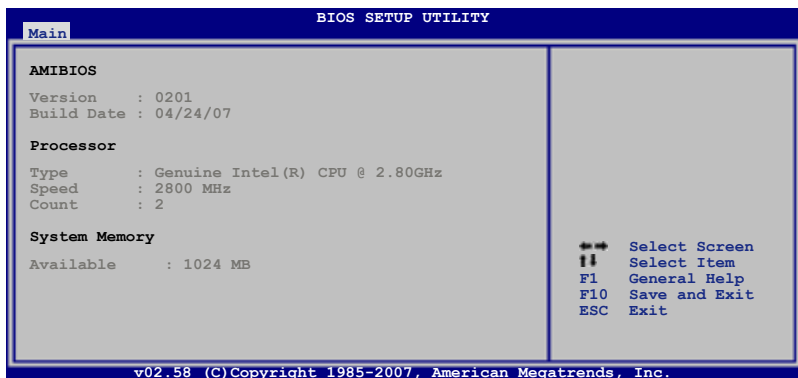 BIOS SETUP UTILITY
Main
AMIBIOS
Version : 0201
Build Date : 04/24/07
Processor
Type : Genuine Intel(R) CPU @ 2.80GHz
Speed : 2800 MHz
Count : 2
System Memory
Available : 1024 MB
←→ Select Screen
↑↓ Select Item
F1 General Help
F10 Save and Exit
ESC Exit
v02.58 (C)Copyright 1985-2007, American Megatrends, Inc.